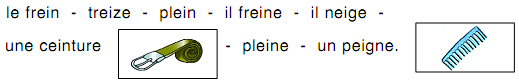 le frein - treize - plein - il freine - il neige -
une ceinture - pleine - un peigne.